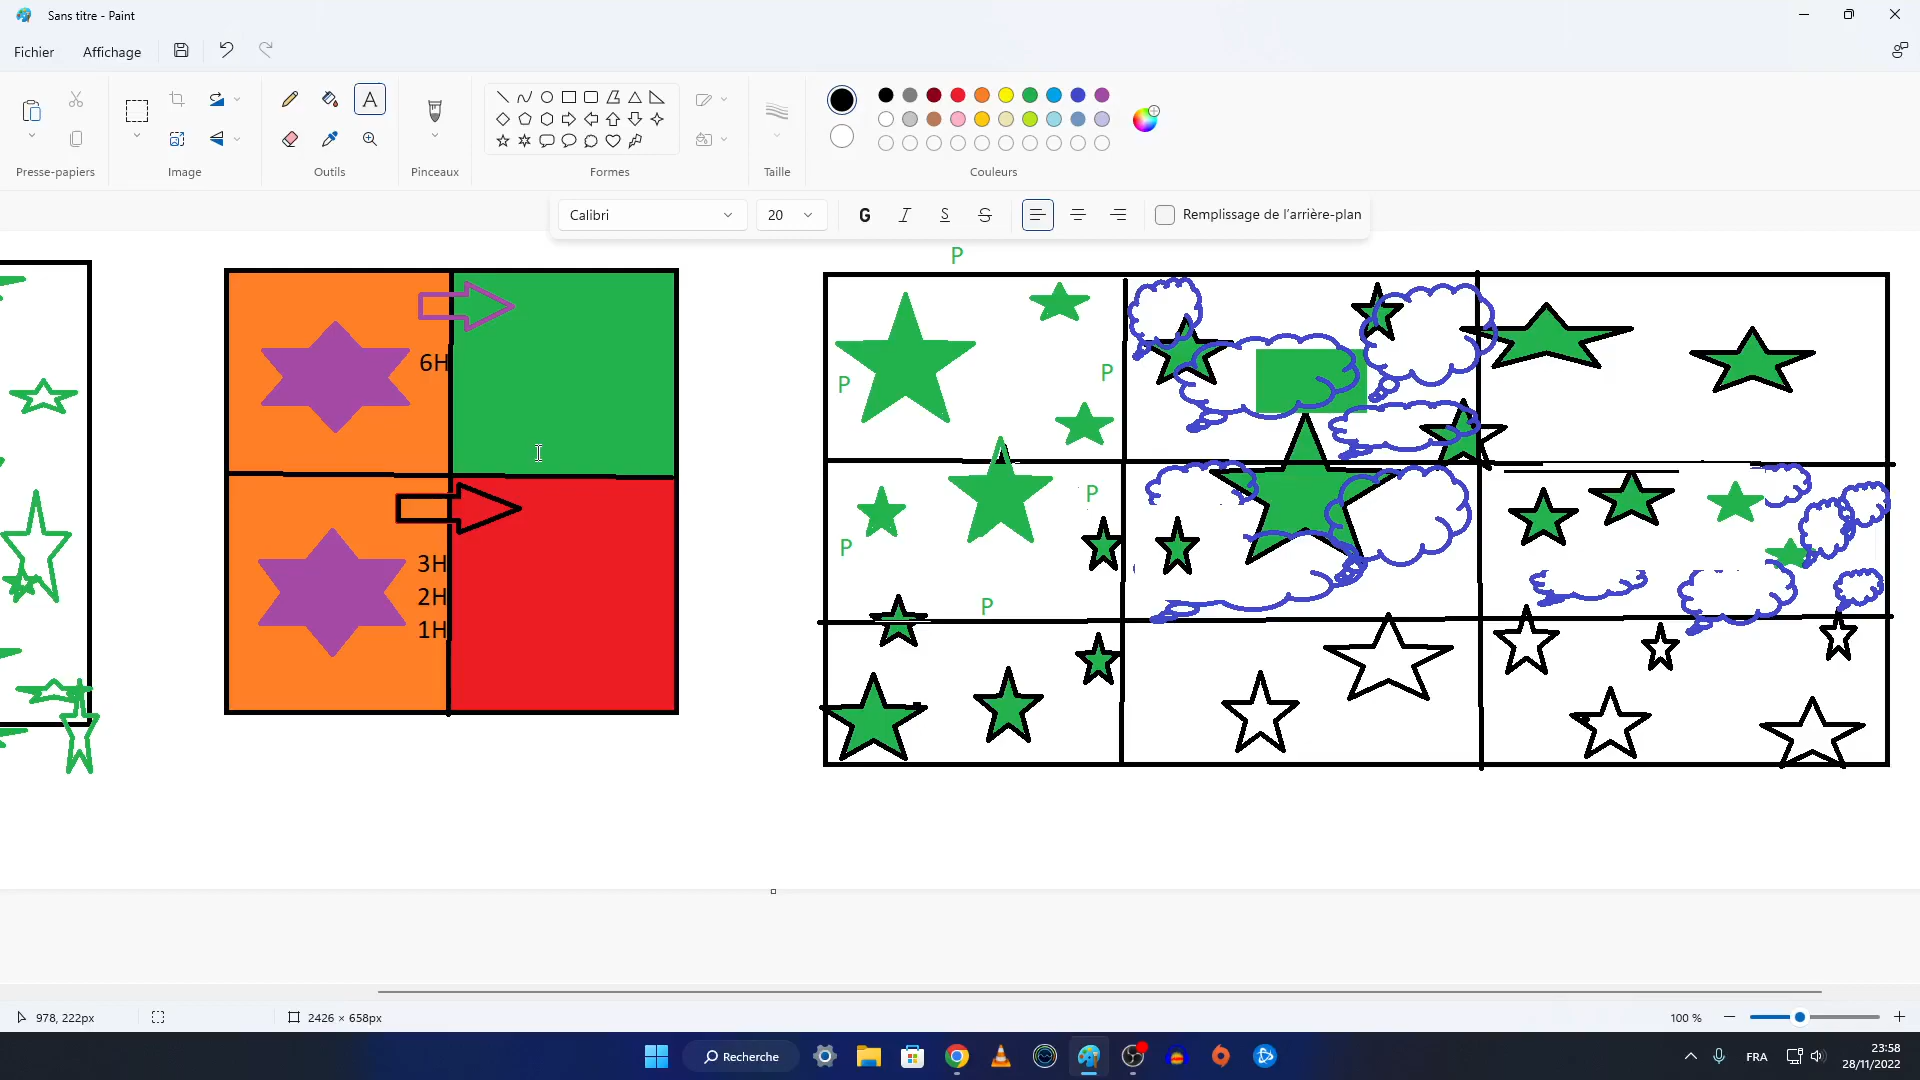 Sans titre - Paint
Fichier
Affichage
A
Presse-papiers
Image
Outils
Pinceaux
Formes
Taille
Couleurs
Calibri
20
G
I
S
S
Remplissage de l'arrière-plan
P
6H
P
P
P
P
3H
2H
1H
P
978, 222px
2426 × 658px
100 %
Recherche
FRA
23:58
28/11/2022